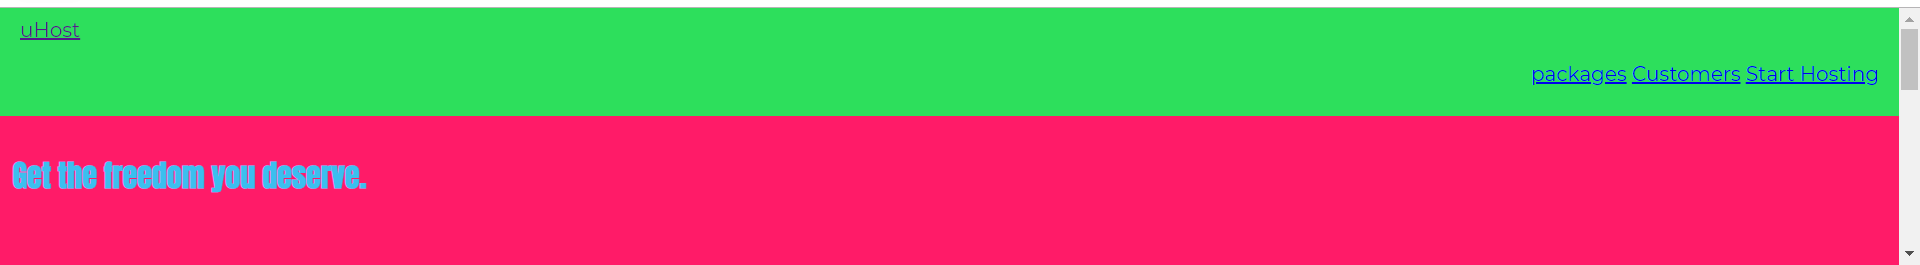 uHost
packages Customers Start Hosting
Get the freedom you deserve.